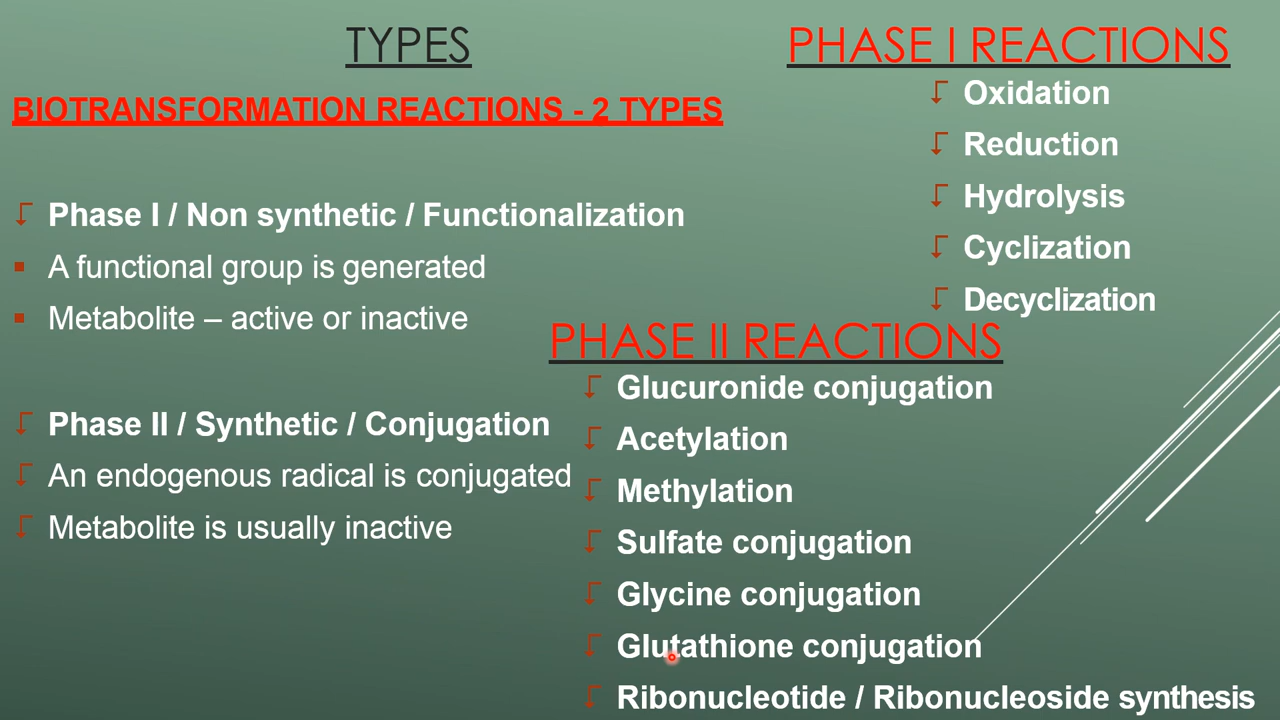 TYPES
BIOTRANSFORMATION REACTIONS - 2 TYPES
Phase I / Non synthetic / Functionalization
A functional group is generated
Metabolite – active or inactive
Phase II / Synthetic / Conjugation
An endogenous radical is conjugated
Metabolite is usually inactive
PHASE I REACTIONS
Oxidation
Reduction
Hydrolysis
Cyclization
Decyclization
PHASE II REACTIONS
Glucuronide conjugation
Acetylation
Methylation
Sulfate conjugation
Glycine conjugation
Glutathione conjugation
Ribonucleotide / Ribonucleoside synthesis